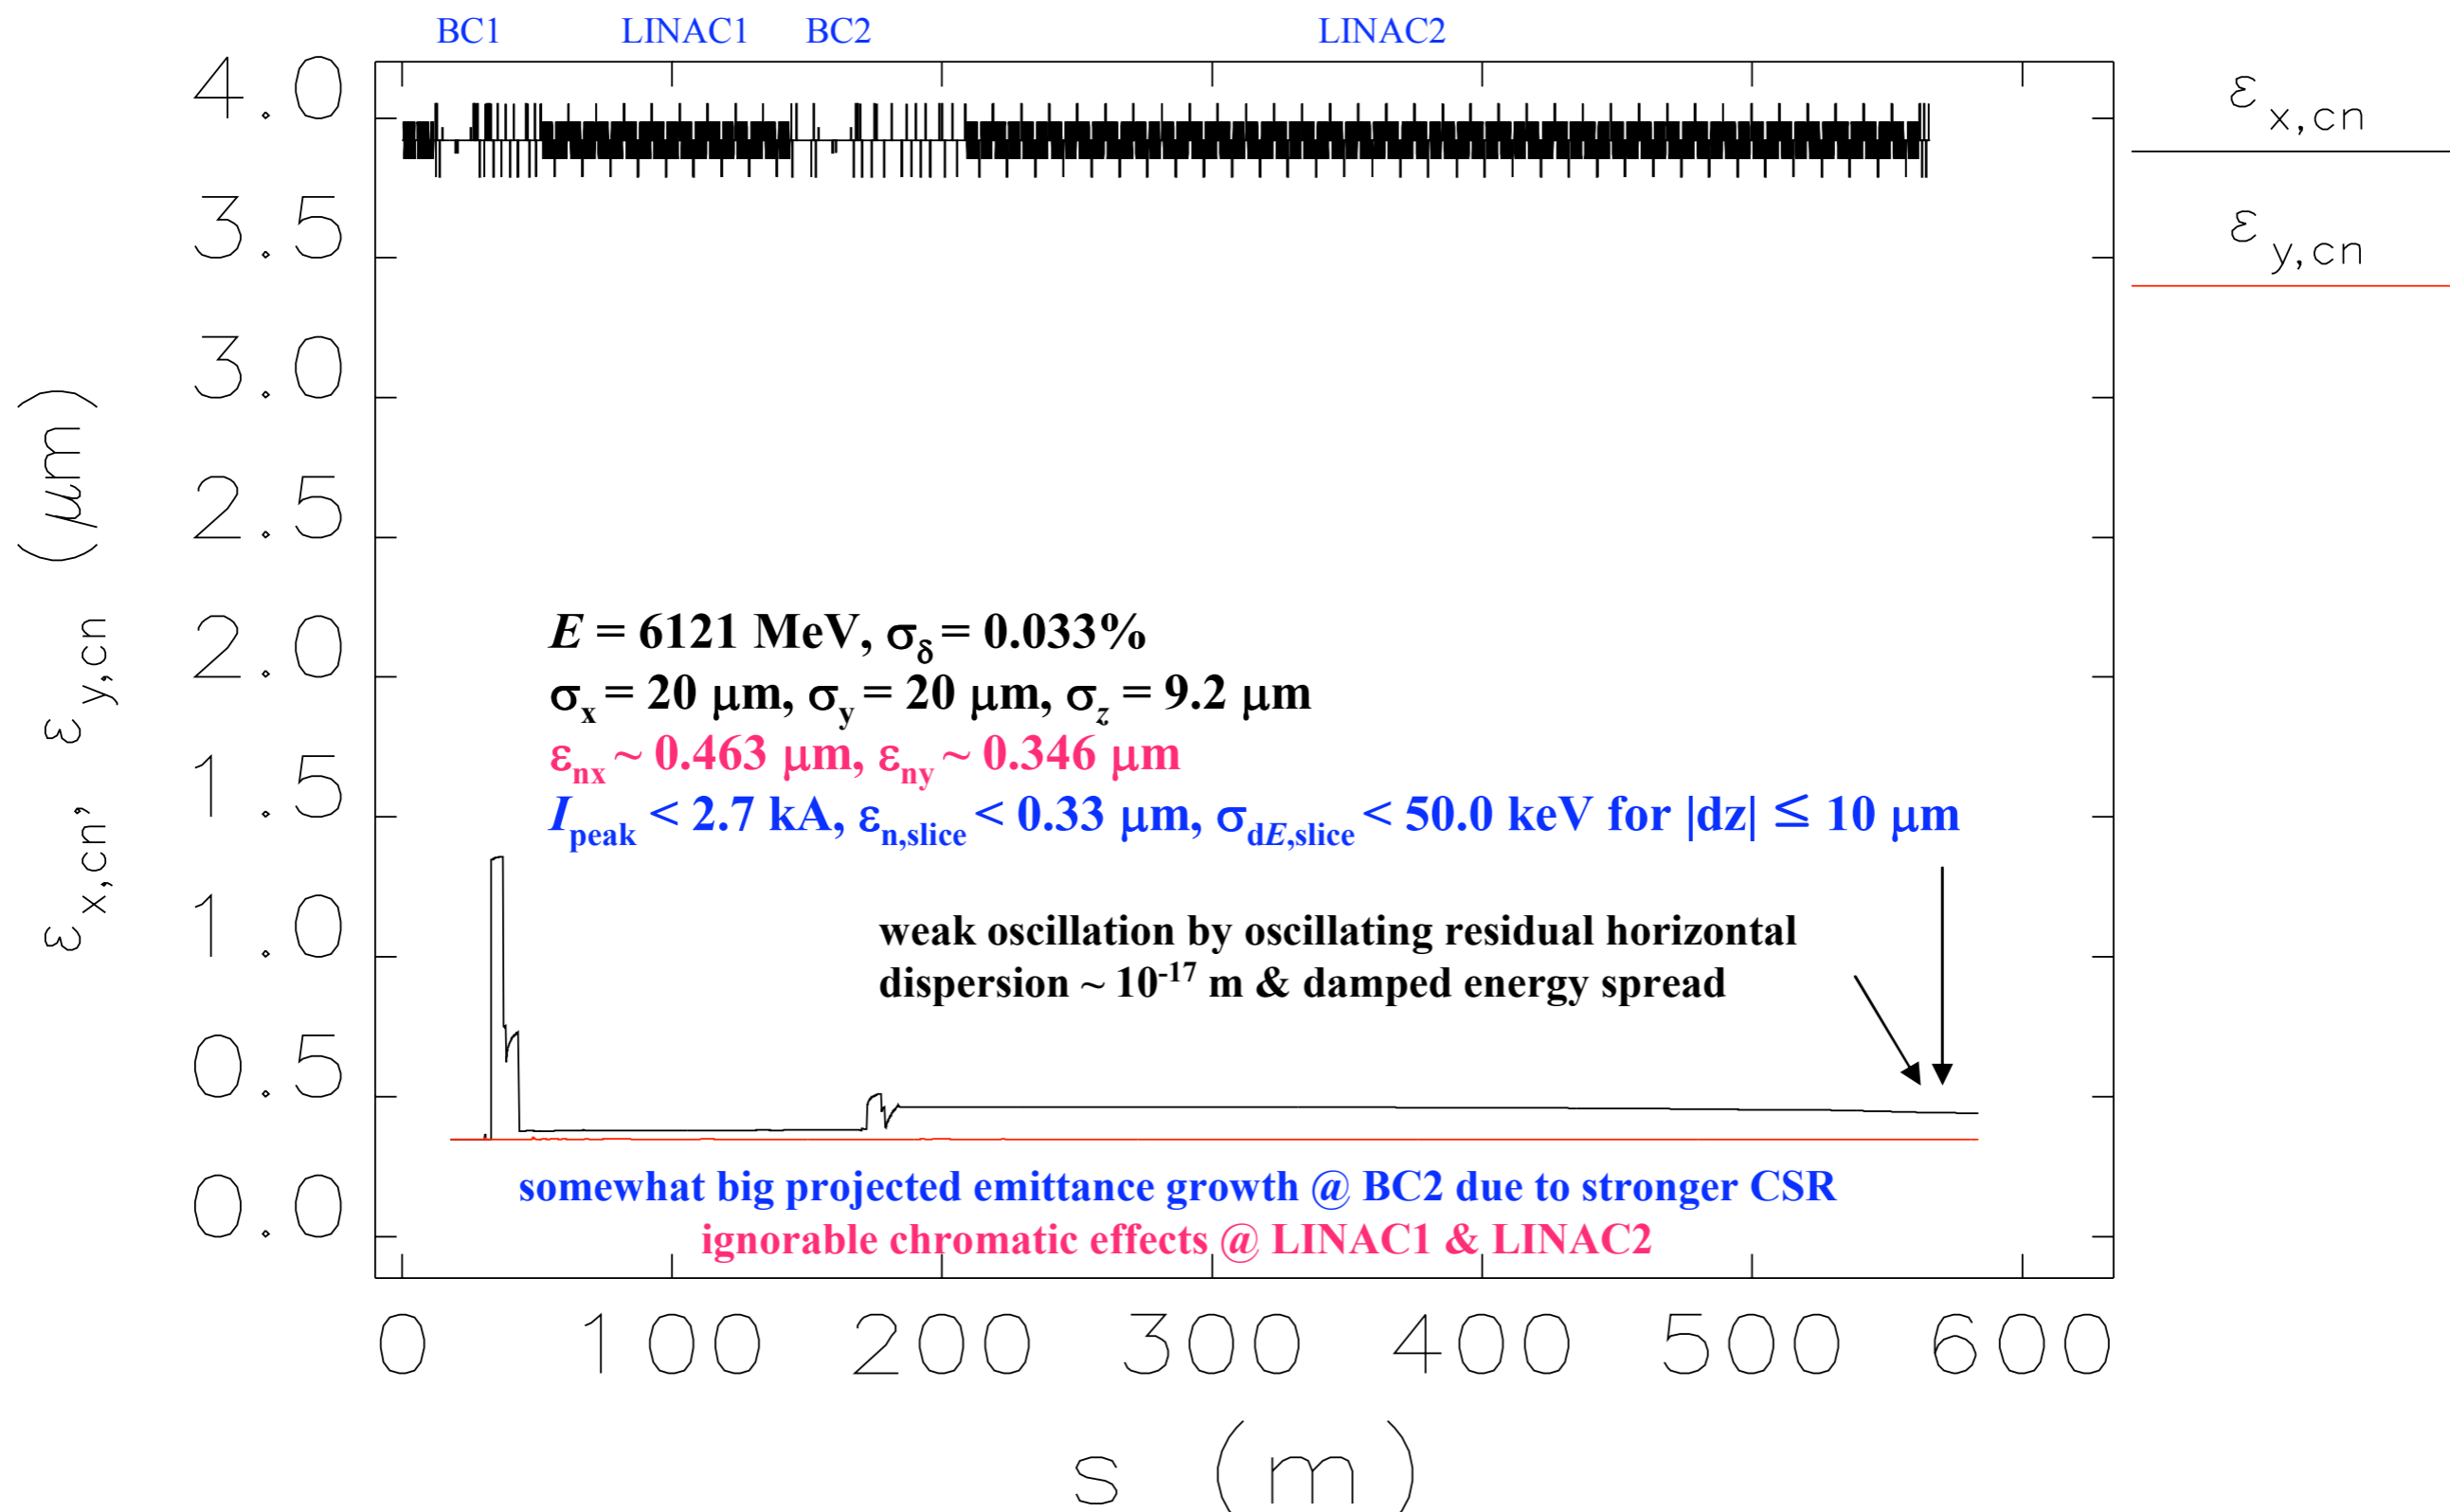 BC1 LINAC1 BC2 LINAC2
4.0
3.5
3.0
2.5
2.0
1.5
1.0
0.5
0.0
εx,cn, εy,cn (μm)
εx,cn
εy,cn
E = 6121 MeV, σδ = 0.033%
σx = 20 μm, σy = 20 μm, σz = 9.2 μm
εnx ~ 0.463 μm, εny ~ 0.346 μm
Ipeak < 2.7 kA, εn,slice < 0.33 μm, σdE,slice < 50.0 keV for |dz| ≤ 10 μm
weak oscillation by oscillating residual horizontal
dispersion ~ 10⁻¹⁷ m & damped energy spread
somewhat big projected emittance growth @ BC2 due to stronger CSR
ignorable chromatic effects @ LINAC1 & LINAC2
0 100 200 300 400 500 600
s (m)